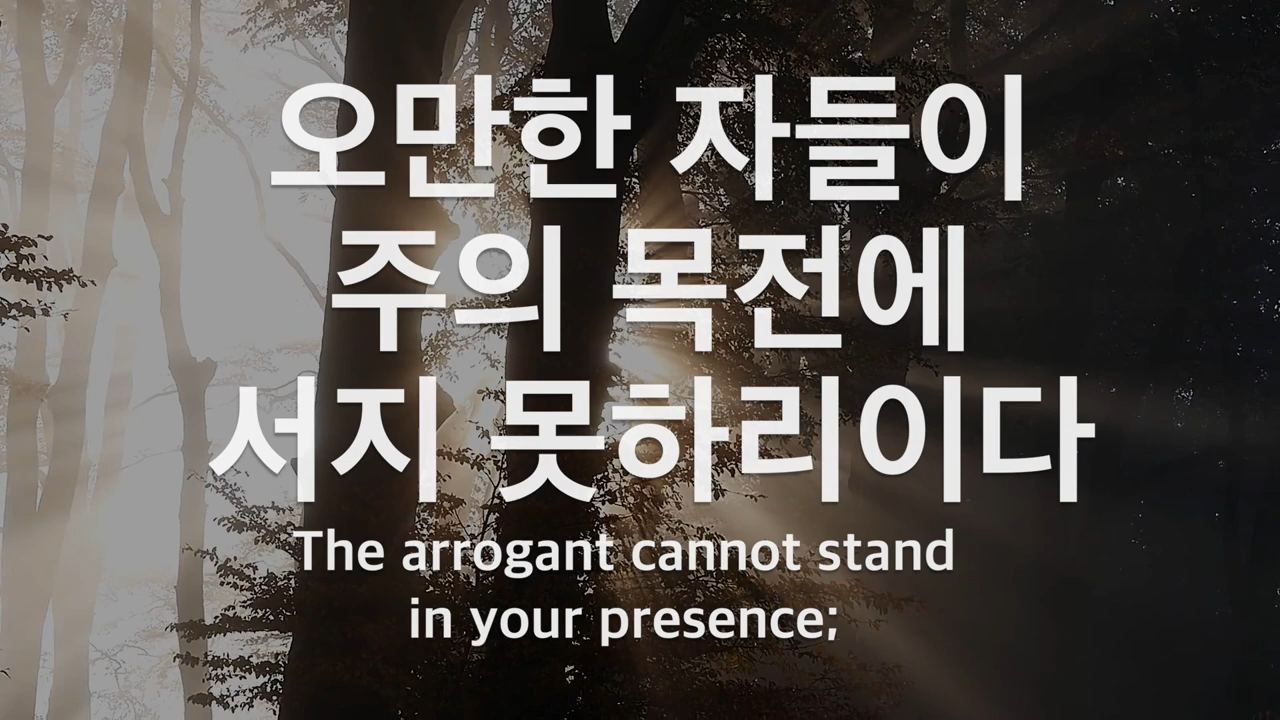 오만한 자들이
주의 목전에
서지 못하리이다
The arrogant cannot stand
in your presence;